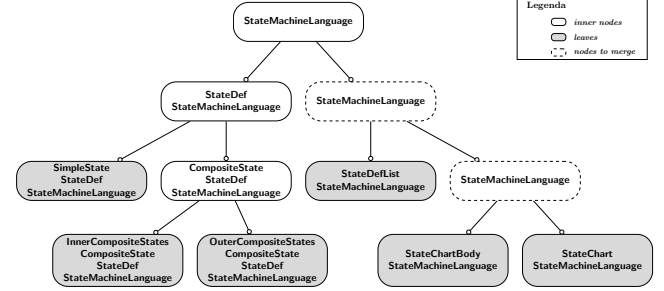 Legenda
StateMachineLanguage
inner nodes
leaves
nodes to merge
StateDef
StateMachineLanguage
StateMachineLanguage
SimpleState
StateDef
StateMachineLanguage
CompositeState
StateDef
StateMachineLanguage
StateDefList
StateMachineLanguage
StateMachineLanguage
InnerCompositeStates
CompositeState
StateDef
StateMachineLanguage
OuterCompositeStates
CompositeState
StateDef
StateMachineLanguage
StateChartBody
StateMachineLanguage
StateChart
StateMachineLanguage